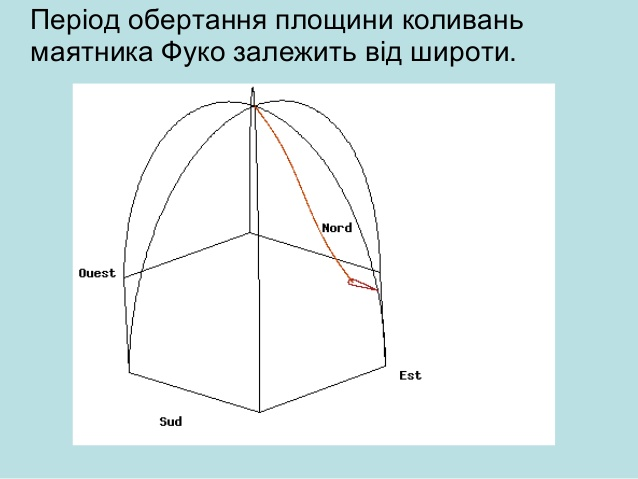 Період обертання площини коливань
маятника Фуко залежить від широти.
Nord
Ouest
Est
Sud